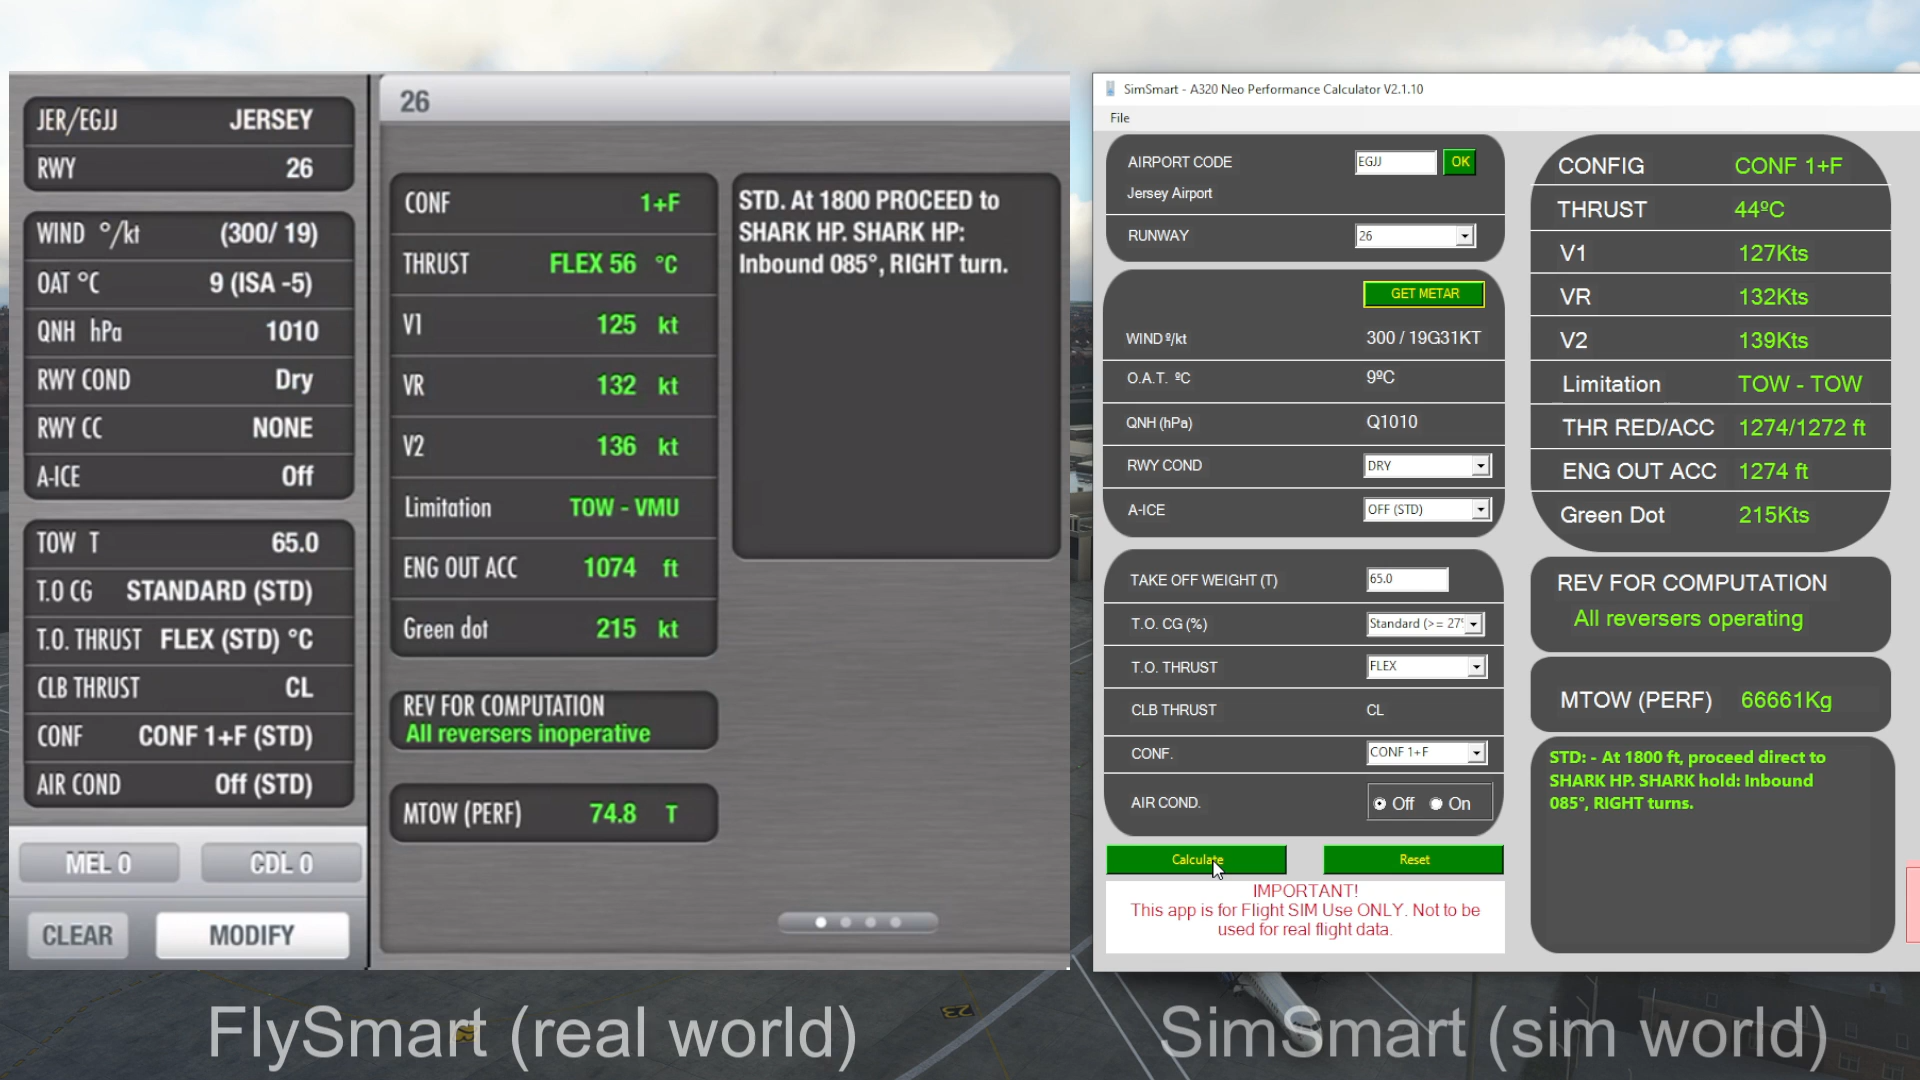 JER/EGJJ JERSEY
RWY 26
WIND °/kt (300/ 19)
OAT °C 9 (ISA -5)
QNH hPa 1010
RWY COND Dry
RWY CC NONE
A-ICE Off
TOW T 65.0
T.O CG STANDARD (STD)
T.O. THRUST FLEX (STD) °C
CLB THRUST CL
CONF CONF 1+F (STD)
AIR COND Off (STD)
MEL 0 CDL 0
CLEAR MODIFY
26
CONF 1+F
THRUST FLEX 56 °C
V1 125 kt
VR 132 kt
V2 136 kt
Limitation TOW - VMU
ENG OUT ACC 1074 ft
Green dot 215 kt
REV FOR COMPUTATION
All reversers inoperative
MTOW (PERF) 74.8 T
STD. At 1800 PROCEED to
SHARK HP. SHARK HP:
Inbound 085°, RIGHT turn.
SimSmart - A320 Neo Performance Calculator V2.1.10
File
AIRPORT CODE EGJJ OK
Jersey Airport
RUNWAY 26
GET METAR
WIND º/kt 300 / 19G31KT
O.A.T. ºC 9ºC
QNH (hPa) Q1010
RWY COND DRY
A-ICE OFF (STD)
TAKE OFF WEIGHT (T) 65.0
T.O. CG (%) Standard (>= 27%
T.O. THRUST FLEX
CLB THRUST CL
CONF. CONF 1+F
AIR COND. Off On
Calculate Reset
IMPORTANT!
This app is for Flight SIM Use ONLY. Not to be
used for real flight data.
CONFIG CONF 1+F
THRUST 44ºC
V1 127Kts
VR 132Kts
V2 139Kts
Limitation TOW - TOW
THR RED/ACC 1274/1272 ft
ENG OUT ACC 1274 ft
Green Dot 215Kts
REV FOR COMPUTATION
All reversers operating
MTOW (PERF) 66661Kg
STD: - At 1800 ft, proceed direct to
SHARK HP. SHARK hold: Inbound
085°, RIGHT turns.
FlySmart (real world)
SimSmart (sim world)